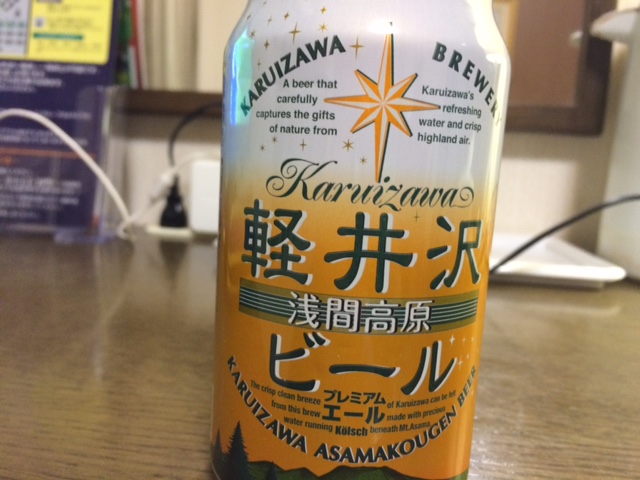 KARUIZAWA BREWERY
A beer that
carefully
captures the gifts
of nature from
Karuizawa's
refreshing
water and crisp
highland air.
Karuizawa
軽井沢
浅間高原
ビール
プレミアム
エール
The crisp clean breeze of Karuizawa can be felt
from this brew made with precious
water running Kölsch beneath Mt.Asama.
KARUIZAWA ASAMAKOUGEN BEER